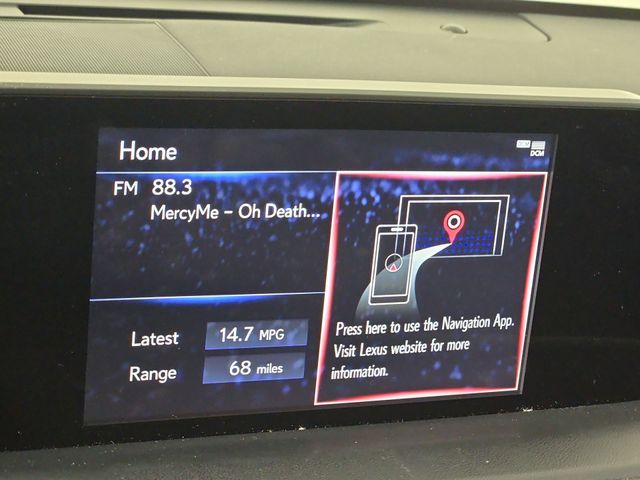 Home
DCM
FM 88.3
MercyMe – Oh Death...
Latest 14.7 MPG
Range 68 miles
Press here to use the Navigation App.
Visit Lexus website for more
information.